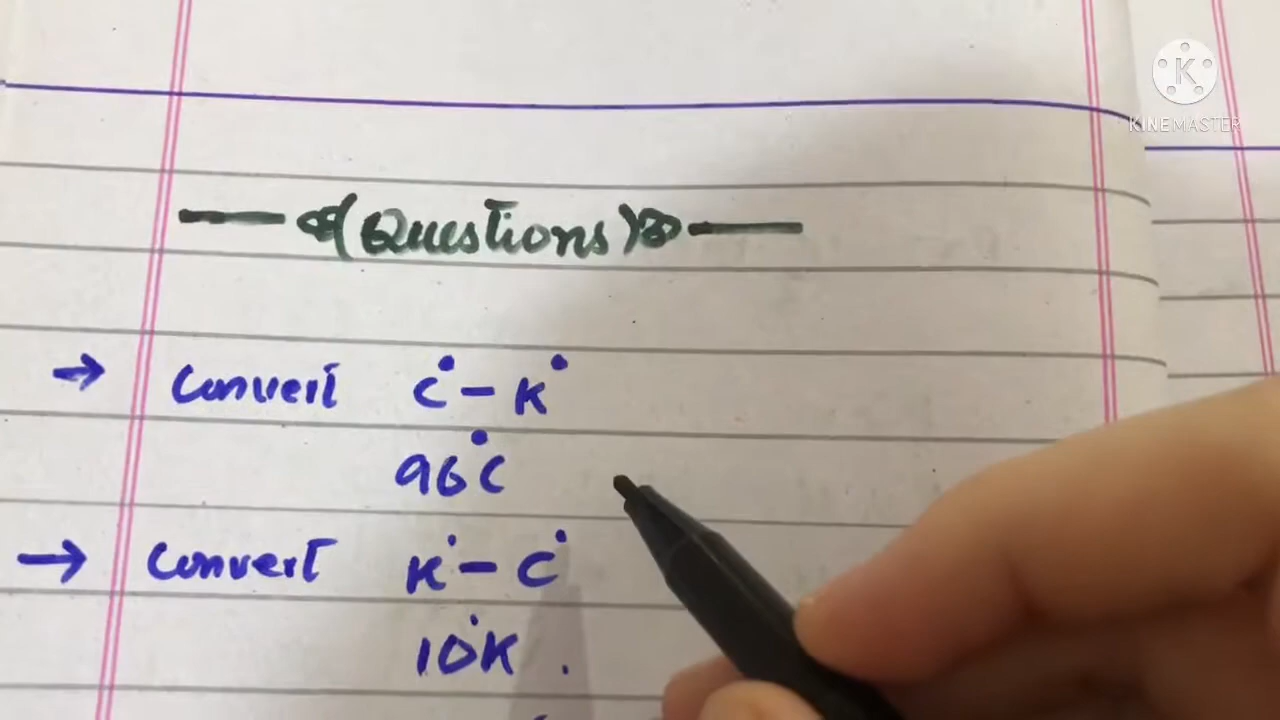 (Questions)
→ Convert C° - K°
96°C
→ Convert K° - C°
10°K.
KINEMASTER